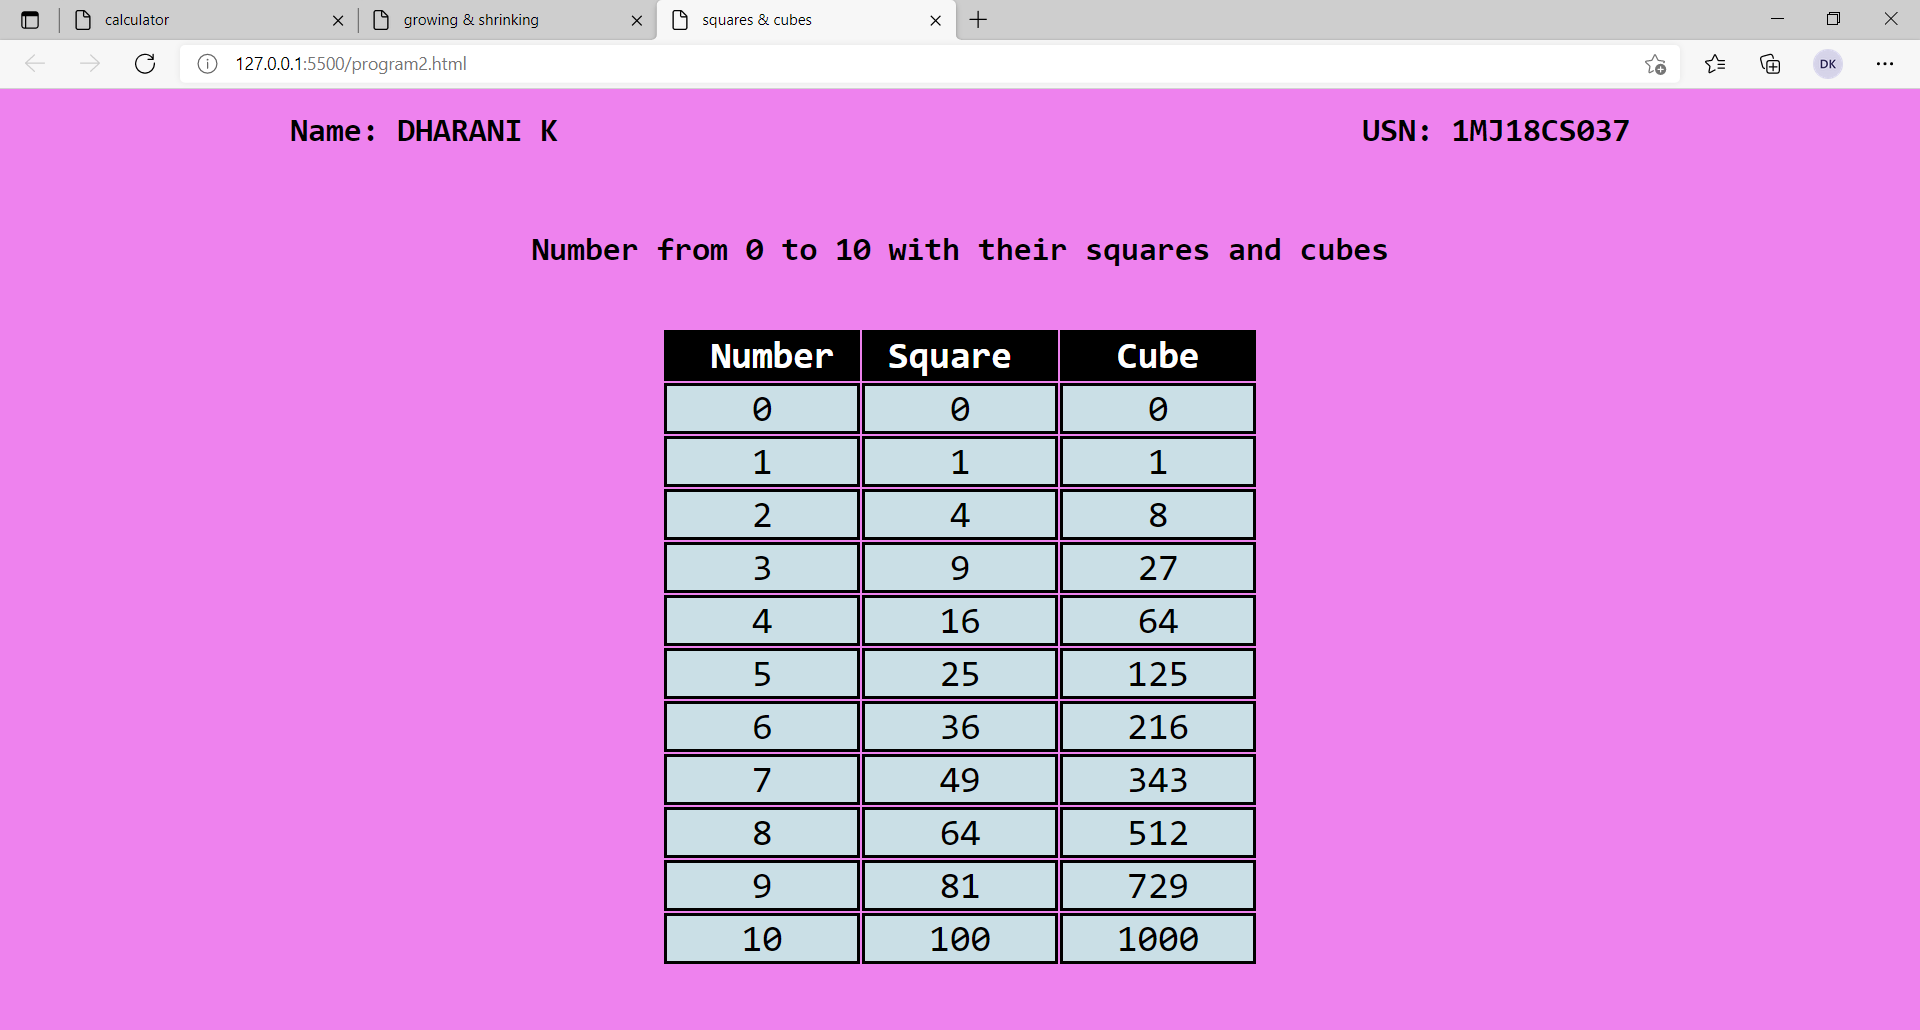 calculator growing & shrinking squares & cubes
127.0.0.1:5500/program2.html DK
Name: DHARANI K USN: 1MJ18CS037
Number from 0 to 10 with their squares and cubes
Number Square Cube
0 0 0
1 1 1
2 4 8
3 9 27
4 16 64
5 25 125
6 36 216
7 49 343
8 64 512
9 81 729
10 100 1000